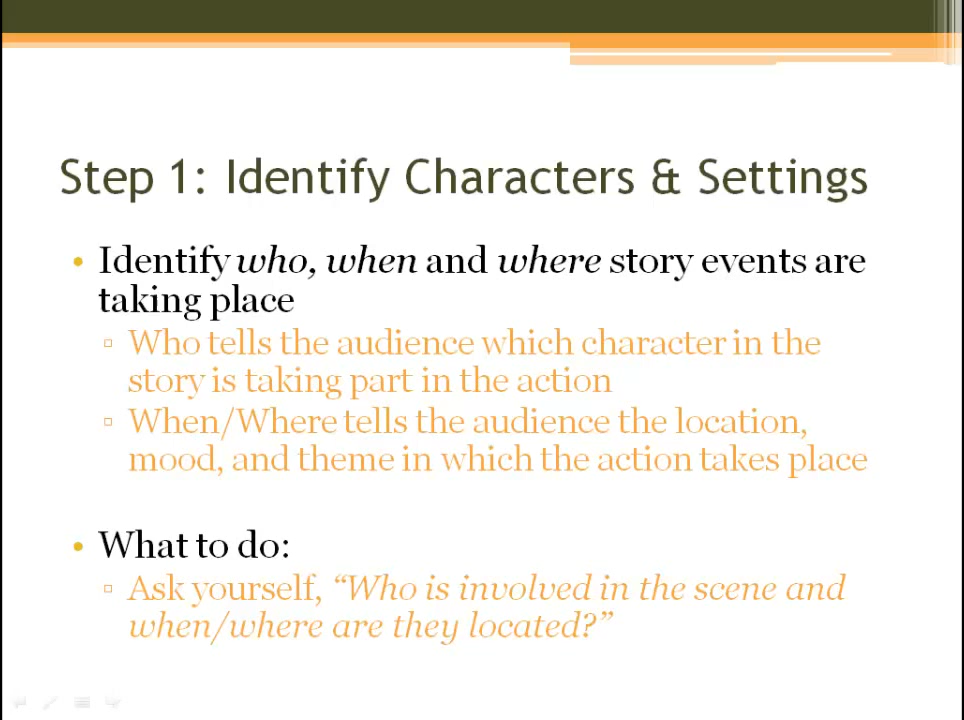 Step 1: Identify Characters & Settings
• Identify who, when and where story events are
taking place
▫ Who tells the audience which character in the
story is taking part in the action
▫ When/Where tells the audience the location,
mood, and theme in which the action takes place
• What to do:
▫ Ask yourself, “Who is involved in the scene and
when/where are they located?”